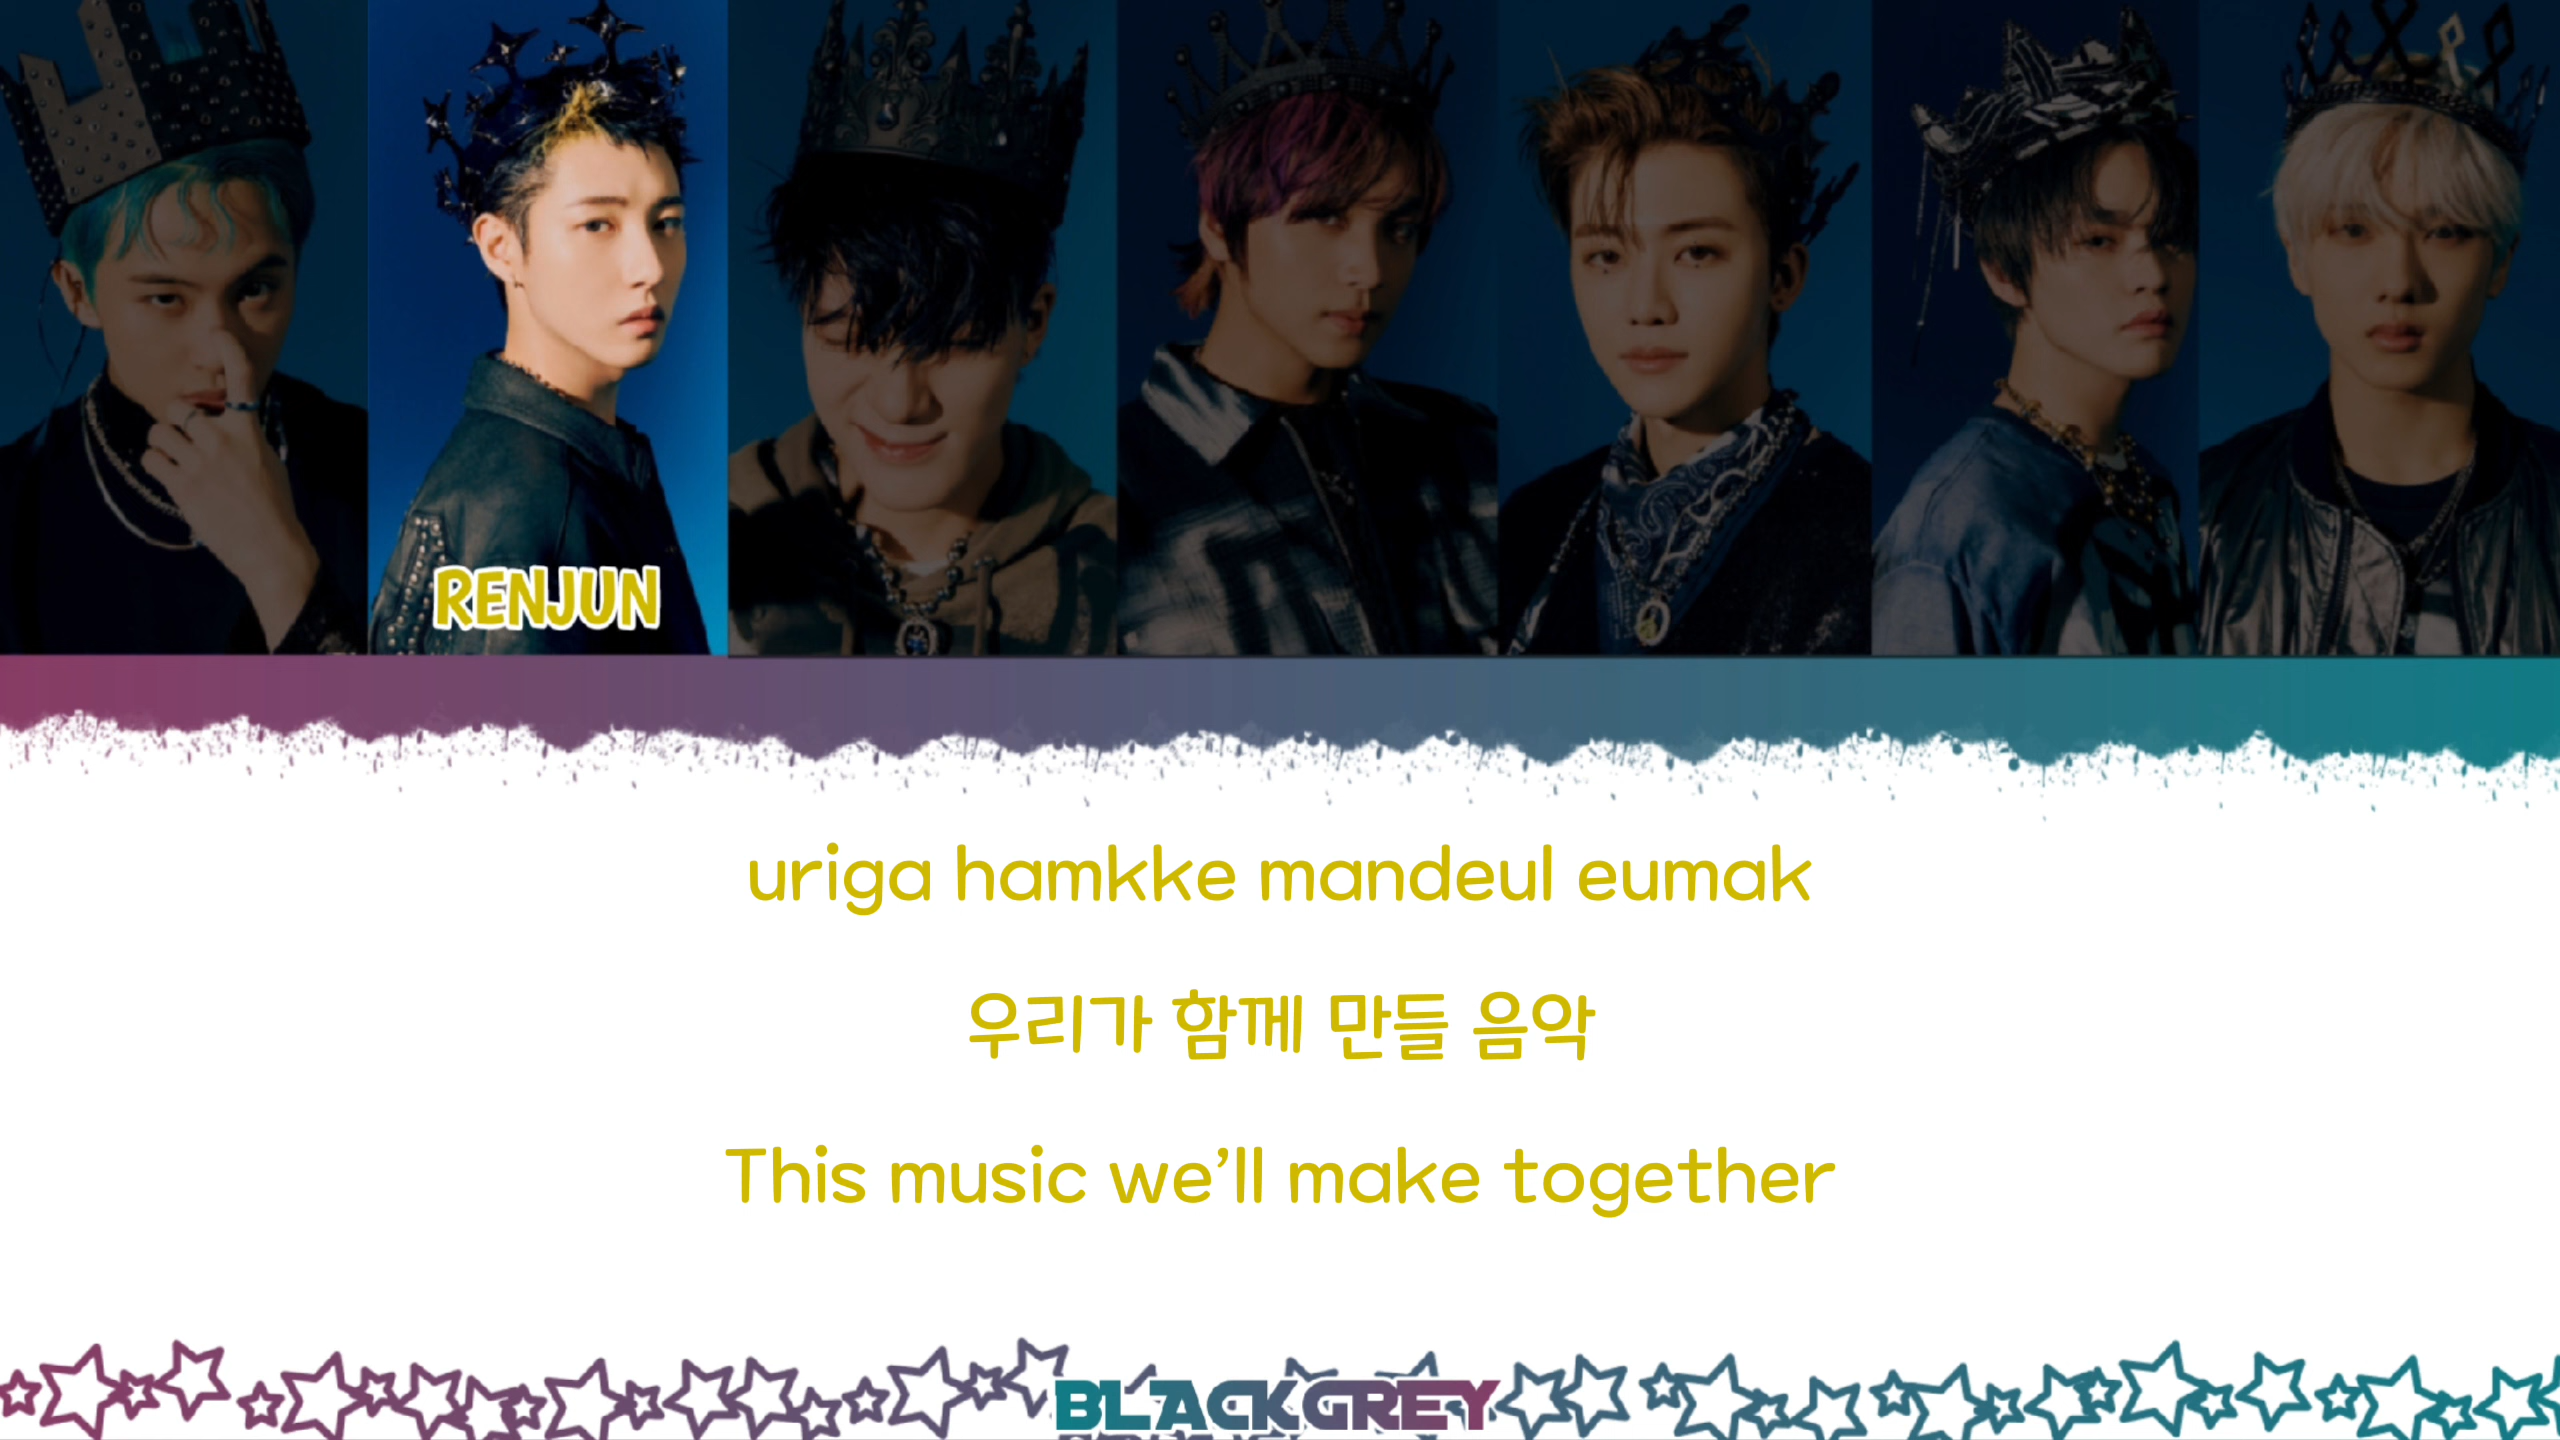 RENJUN
uriga hamkke mandeul eumak
우리가 함께 만들 음악
This music we’ll make together
BLACKGREY